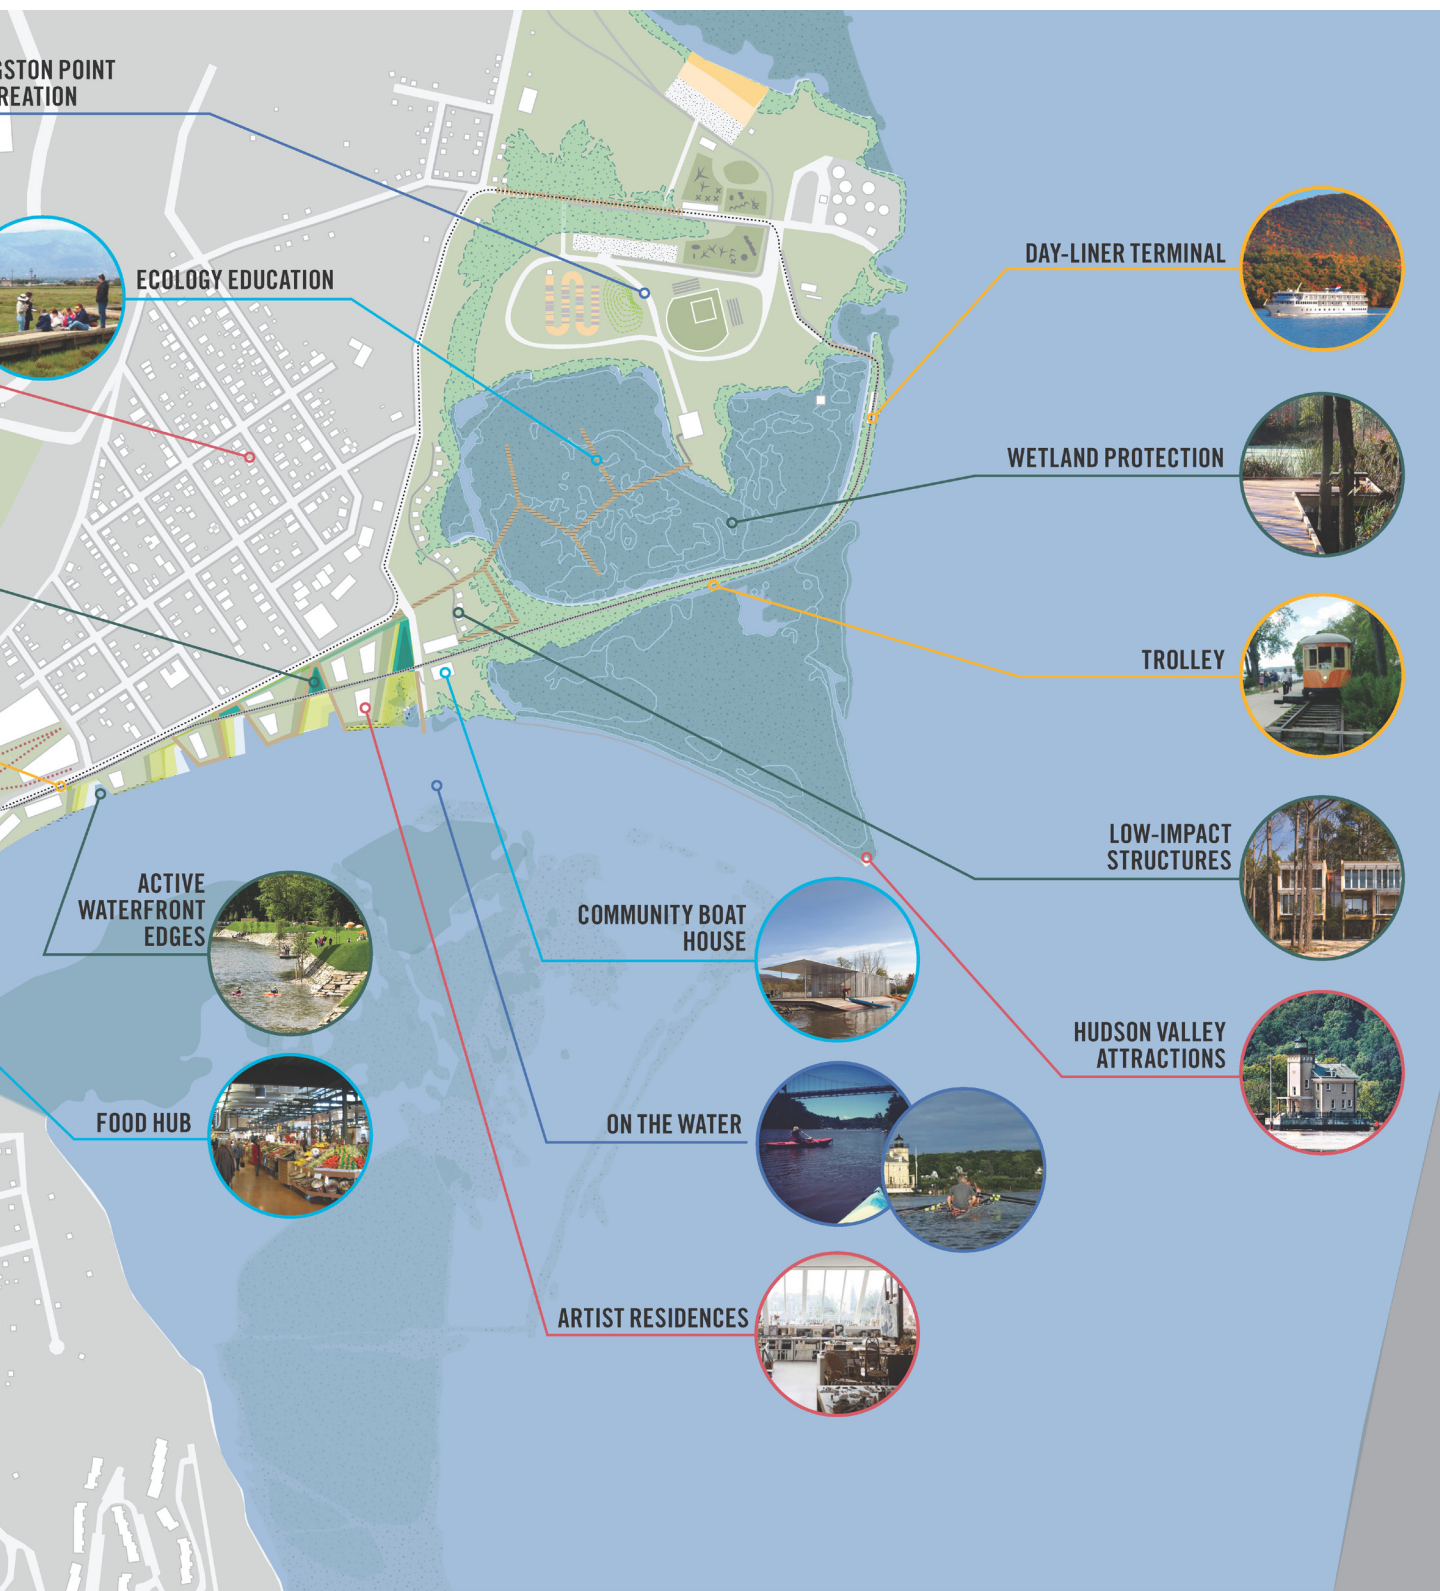 GSTON POINT
REATION
ECOLOGY EDUCATION
DAY-LINER TERMINAL
WETLAND PROTECTION
TROLLEY
LOW-IMPACT
STRUCTURES
ACTIVE
WATERFRONT
EDGES
COMMUNITY BOAT
HOUSE
HUDSON VALLEY
ATTRACTIONS
FOOD HUB
ON THE WATER
ARTIST RESIDENCES